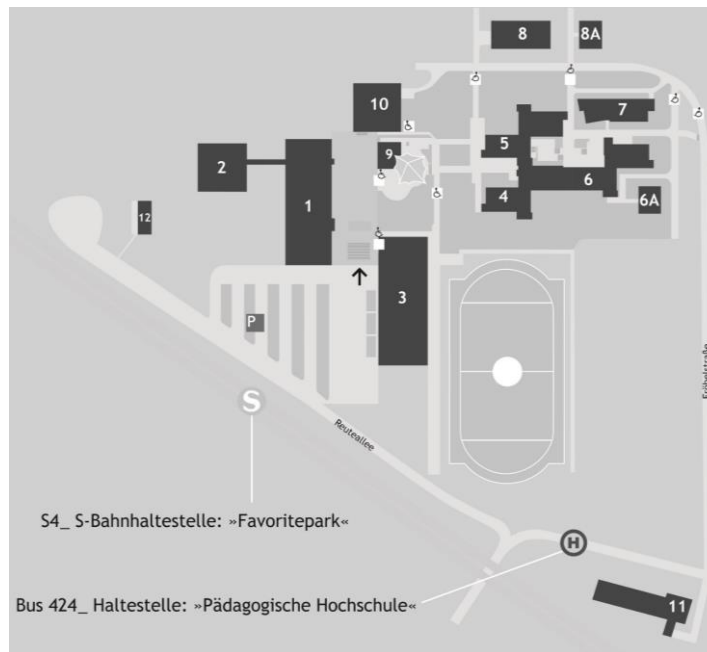 8
8A
10
7
5
9
2
1
6
4
6A
12
3
P
S
Reuteallee
Fröbelstraße
S4_ S-Bahnhaltestelle: »Favoritepark«
H
Bus 424_ Haltestelle: »Pädagogische Hochschule«
11